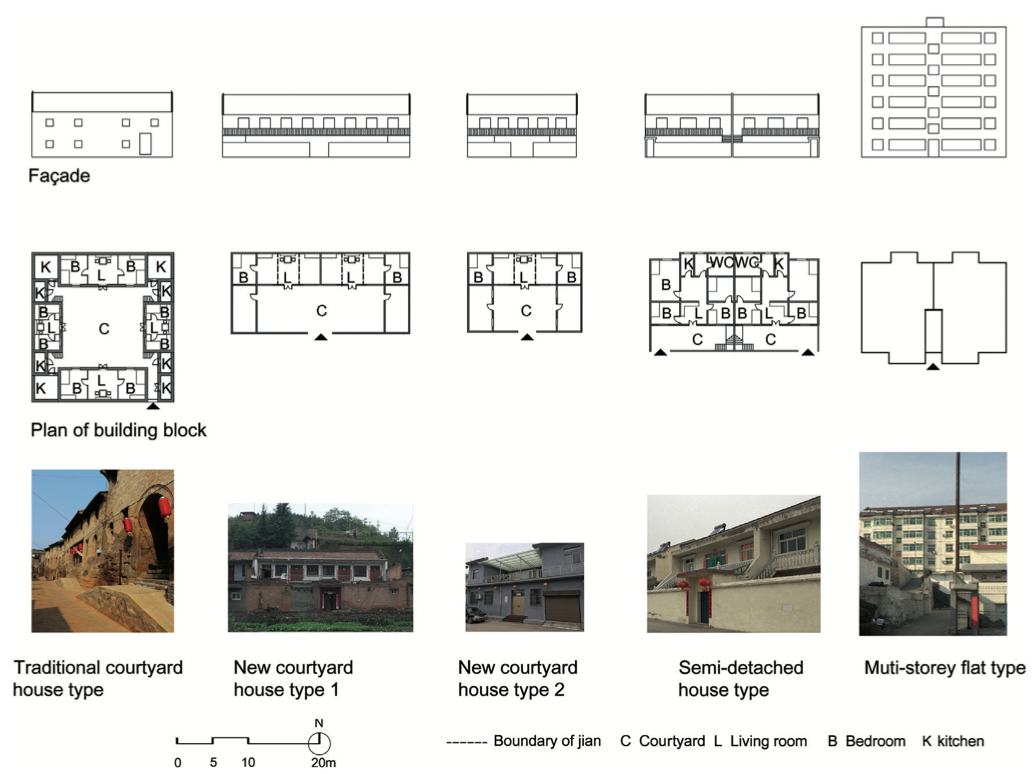 Façade
K B L B K
K K
B B
L C L
B B
K K
K B L B K
B L L B
C
B L B
C
K WC WC K
B
B L B B L B
C C
Plan of building block
Traditional courtyard
house type
New courtyard
house type 1
New courtyard
house type 2
Semi-detached
house type
Muti-storey flat type
N
0 5 10 20m
------ Boundary of jian C Courtyard L Living room B Bedroom K kitchen